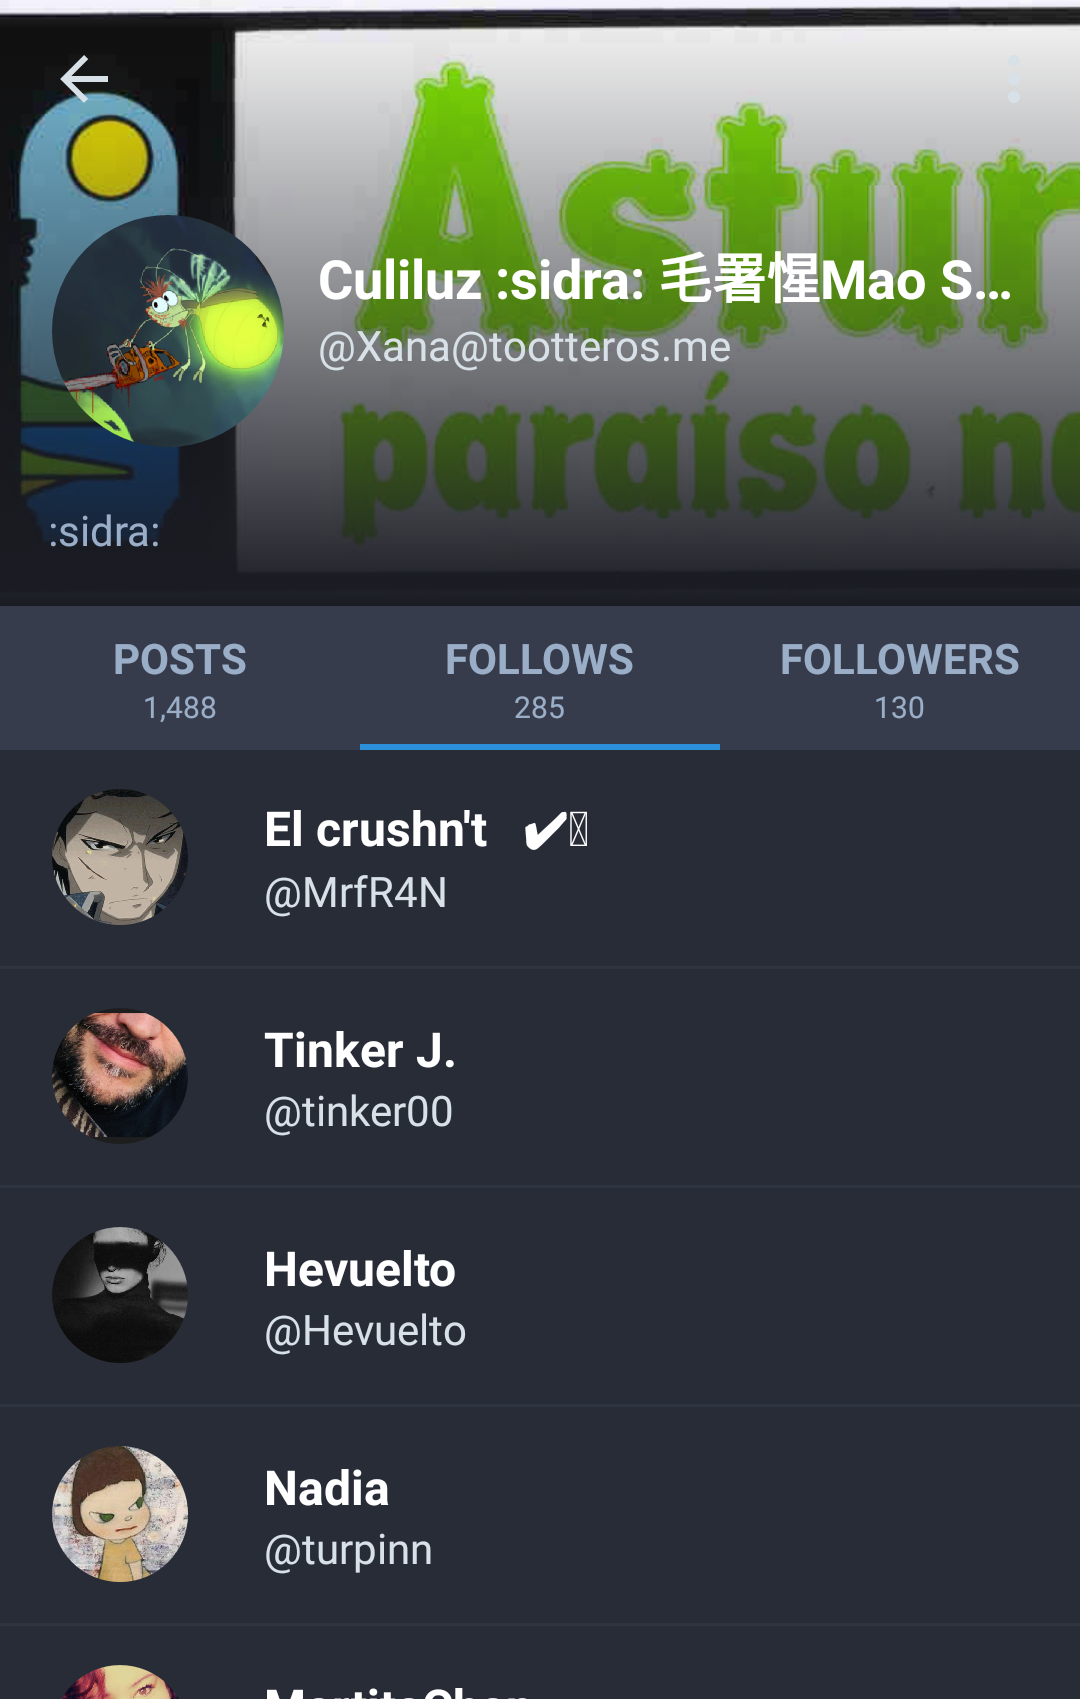 Astur
Culiluz :sidra: 毛署惺Mao S...
@Xana@tootteros.me
paraíso na
:sidra:
POSTS
1,488
FOLLOWS
285
FOLLOWERS
130
El crushn't ✔
@MrfR4N
Tinker J.
@tinker00
Hevuelto
@Hevuelto
Nadia
@turpinn